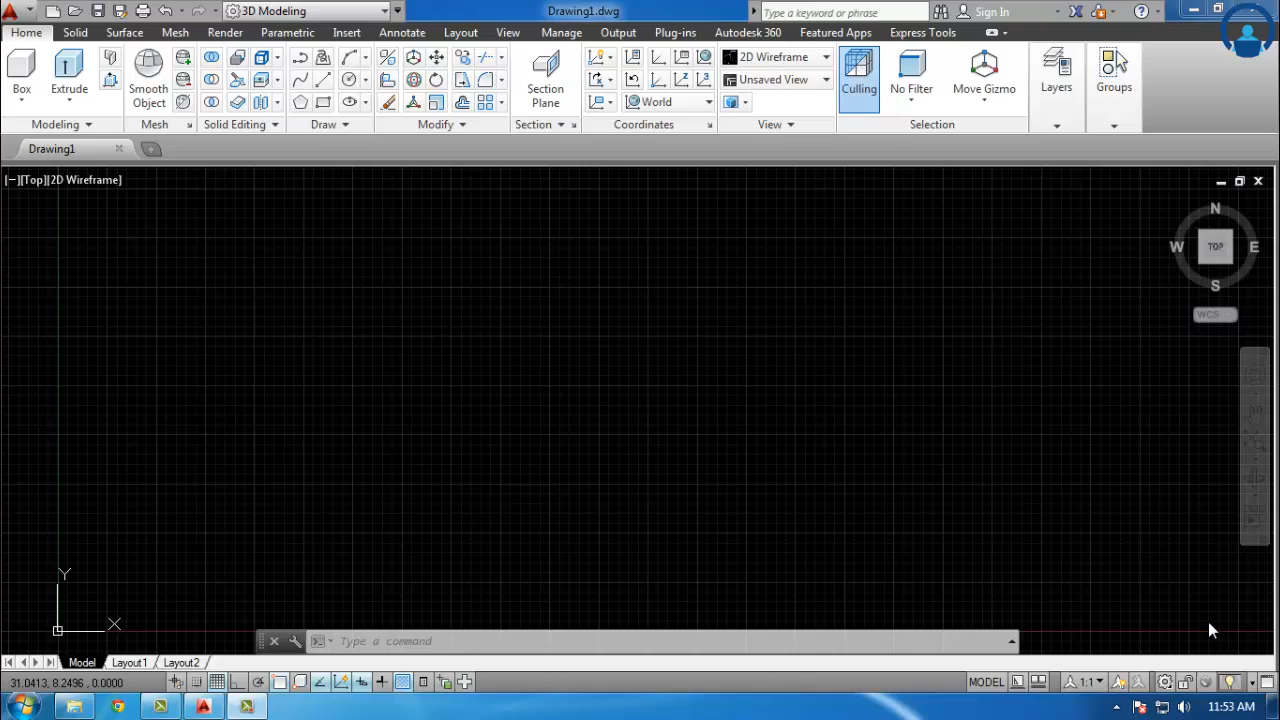 3D Modeling
Drawing1.dwg
Type a keyword or phrase
Sign In
Home Solid Surface Mesh Render Parametric Insert Annotate Layout View Manage Output Plug-ins Autodesk 360 Featured Apps Express Tools
Box
Extrude
Smooth
Object
Section
Plane
World
2D Wireframe
Unsaved View
Culling
No Filter
Move Gizmo
Layers
Groups
Modeling Mesh Solid Editing Draw Modify Section Coordinates View Selection
Drawing1
[−][Top][2D Wireframe]
N
W
TOP
E
S
WCS
Y
X
Type a command
Model Layout1 Layout2
31.0413, 8.2496, 0.0000
MODEL
1:1
11:53 AM